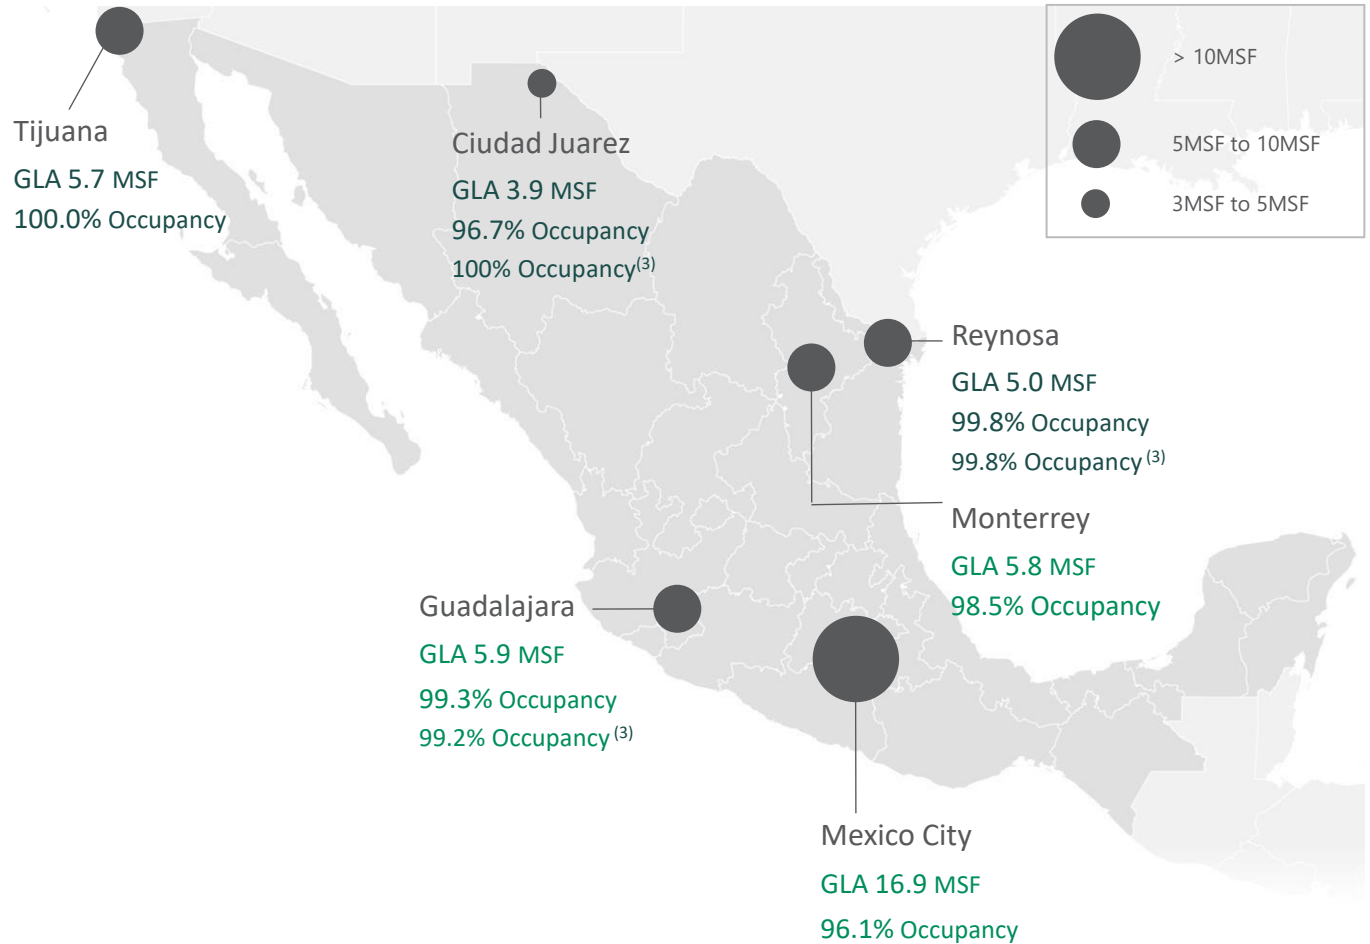 > 10MSF
5MSF to 10MSF
3MSF to 5MSF
Tijuana
GLA 5.7 MSF
100.0% Occupancy
Ciudad Juarez
GLA 3.9 MSF
96.7% Occupancy
100% Occupancy(3)
Reynosa
GLA 5.0 MSF
99.8% Occupancy
99.8% Occupancy (3)
Monterrey
GLA 5.8 MSF
98.5% Occupancy
Guadalajara
GLA 5.9 MSF
99.3% Occupancy
99.2% Occupancy (3)
Mexico City
GLA 16.9 MSF
96.1% Occupancy